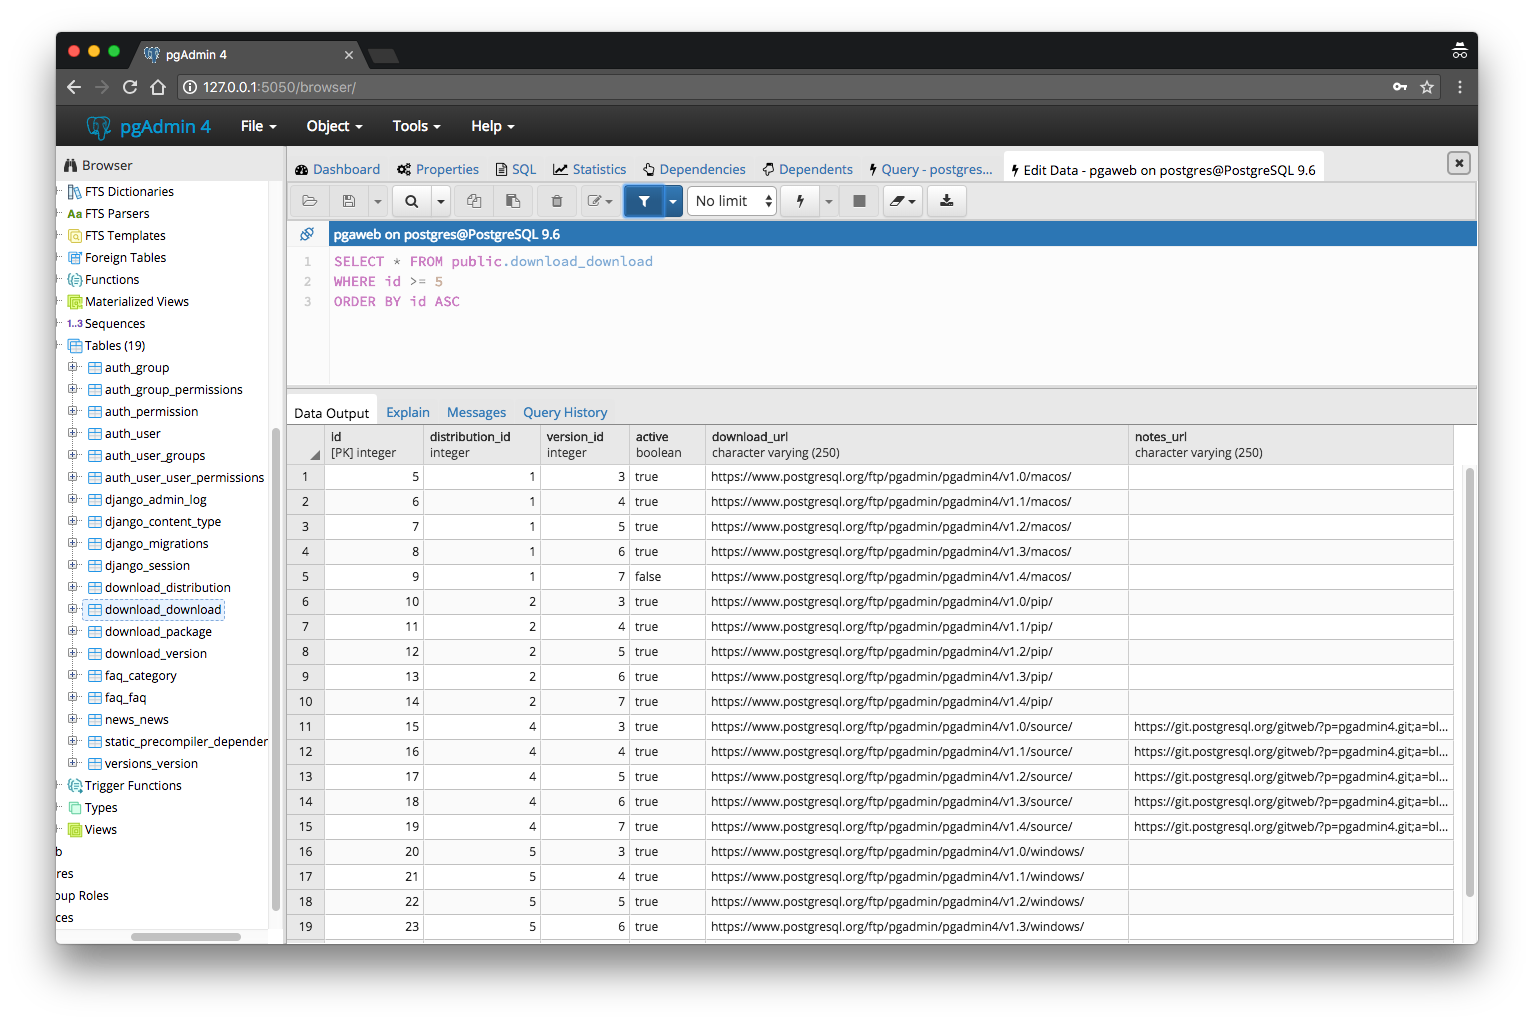 pgAdmin 4
127.0.0.1:5050/browser/
pgAdmin 4 File Object Tools Help
Browser
FTS Dictionaries
FTS Parsers
FTS Templates
Foreign Tables
Functions
Materialized Views
1..3 Sequences
Tables (19)
auth_group
auth_group_permissions
auth_permission
auth_user
auth_user_groups
auth_user_user_permissions
django_admin_log
django_content_type
django_migrations
django_session
download_distribution
download_download
download_package
download_version
faq_category
faq_faq
news_news
static_precompiler_depender
versions_version
Trigger Functions
Types
Views
b
res
oup Roles
ces
Dashboard Properties SQL Statistics Dependencies Dependents Query - postgres... Edit Data - pgaweb on postgres@PostgreSQL 9.6
No limit
pgaweb on postgres@PostgreSQL 9.6
1 SELECT * FROM public.download_download
2 WHERE id >= 5
3 ORDER BY id ASC
Data Output Explain Messages Query History
id distribution_id version_id active download_url notes_url
[PK] integer integer integer boolean character varying (250) character varying (250)
1 5 1 3 true https://www.postgresql.org/ftp/pgadmin/pgadmin4/v1.0/macos/
2 6 1 4 true https://www.postgresql.org/ftp/pgadmin/pgadmin4/v1.1/macos/
3 7 1 5 true https://www.postgresql.org/ftp/pgadmin/pgadmin4/v1.2/macos/
4 8 1 6 true https://www.postgresql.org/ftp/pgadmin/pgadmin4/v1.3/macos/
5 9 1 7 false https://www.postgresql.org/ftp/pgadmin/pgadmin4/v1.4/macos/
6 10 2 3 true https://www.postgresql.org/ftp/pgadmin/pgadmin4/v1.0/pip/
7 11 2 4 true https://www.postgresql.org/ftp/pgadmin/pgadmin4/v1.1/pip/
8 12 2 5 true https://www.postgresql.org/ftp/pgadmin/pgadmin4/v1.2/pip/
9 13 2 6 true https://www.postgresql.org/ftp/pgadmin/pgadmin4/v1.3/pip/
10 14 2 7 true https://www.postgresql.org/ftp/pgadmin/pgadmin4/v1.4/pip/
11 15 4 3 true https://www.postgresql.org/ftp/pgadmin/pgadmin4/v1.0/source/ https://git.postgresql.org/gitweb/?p=pgadmin4.git;a=bl...
12 16 4 4 true https://www.postgresql.org/ftp/pgadmin/pgadmin4/v1.1/source/ https://git.postgresql.org/gitweb/?p=pgadmin4.git;a=bl...
13 17 4 5 true https://www.postgresql.org/ftp/pgadmin/pgadmin4/v1.2/source/ https://git.postgresql.org/gitweb/?p=pgadmin4.git;a=bl...
14 18 4 6 true https://www.postgresql.org/ftp/pgadmin/pgadmin4/v1.3/source/ https://git.postgresql.org/gitweb/?p=pgadmin4.git;a=bl...
15 19 4 7 true https://www.postgresql.org/ftp/pgadmin/pgadmin4/v1.4/source/ https://git.postgresql.org/gitweb/?p=pgadmin4.git;a=bl...
16 20 5 3 true https://www.postgresql.org/ftp/pgadmin/pgadmin4/v1.0/windows/
17 21 5 4 true https://www.postgresql.org/ftp/pgadmin/pgadmin4/v1.1/windows/
18 22 5 5 true https://www.postgresql.org/ftp/pgadmin/pgadmin4/v1.2/windows/
19 23 5 6 true https://www.postgresql.org/ftp/pgadmin/pgadmin4/v1.3/windows/